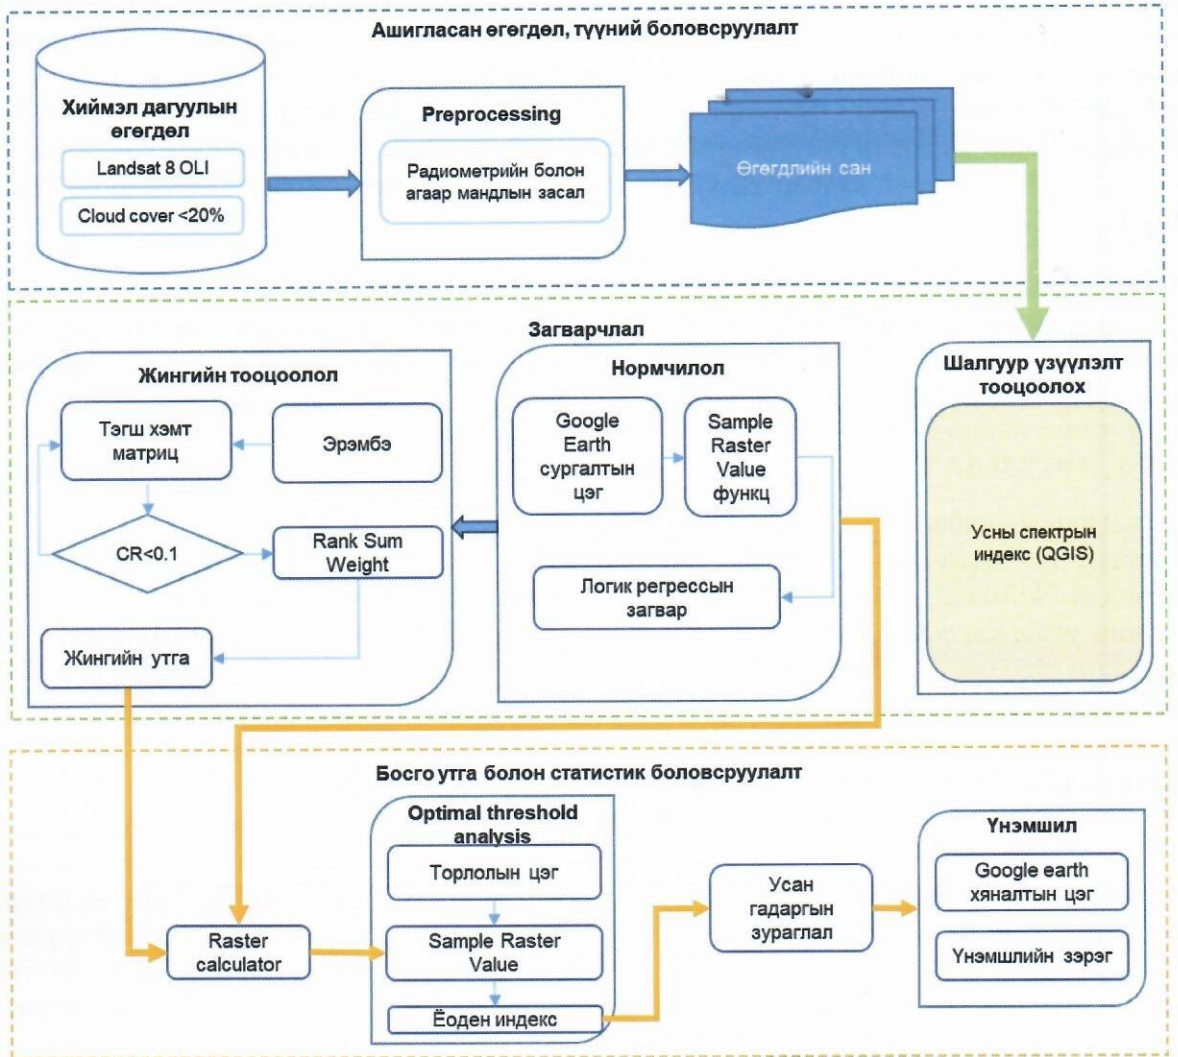 Ашигласан өгөгдөл, түүний боловсруулалт
Хиймэл дагуулын
өгөгдөл
Landsat 8 OLI
Cloud cover <20%
Preprocessing
Радиометрийн болон
агаар мандлын засал
Өгөгдлийн сан
Загварчлал
Жингийн тооцоолол
Тэгш хэмт
матриц
Эрэмбэ
CR<0.1
Rank Sum
Weight
Жингийн утга
Нормчилол
Google
Earth
сургалтын
цэг
Sample
Raster
Value
функц
Логик регрессын
загвар
Шалгуур үзүүлэлт
тооцоолох
Усны спектрын
индекс (QGIS)
Босго утга болон статистик боловсруулалт
Raster
calculator
Optimal threshold
analysis
Торлолын цэг
Sample Raster
Value
Ёоден индекс
Усан
гадаргын
зураглал
Үнэмшил
Google earth
хяналтын цэг
Үнэмшлийн зэрэг